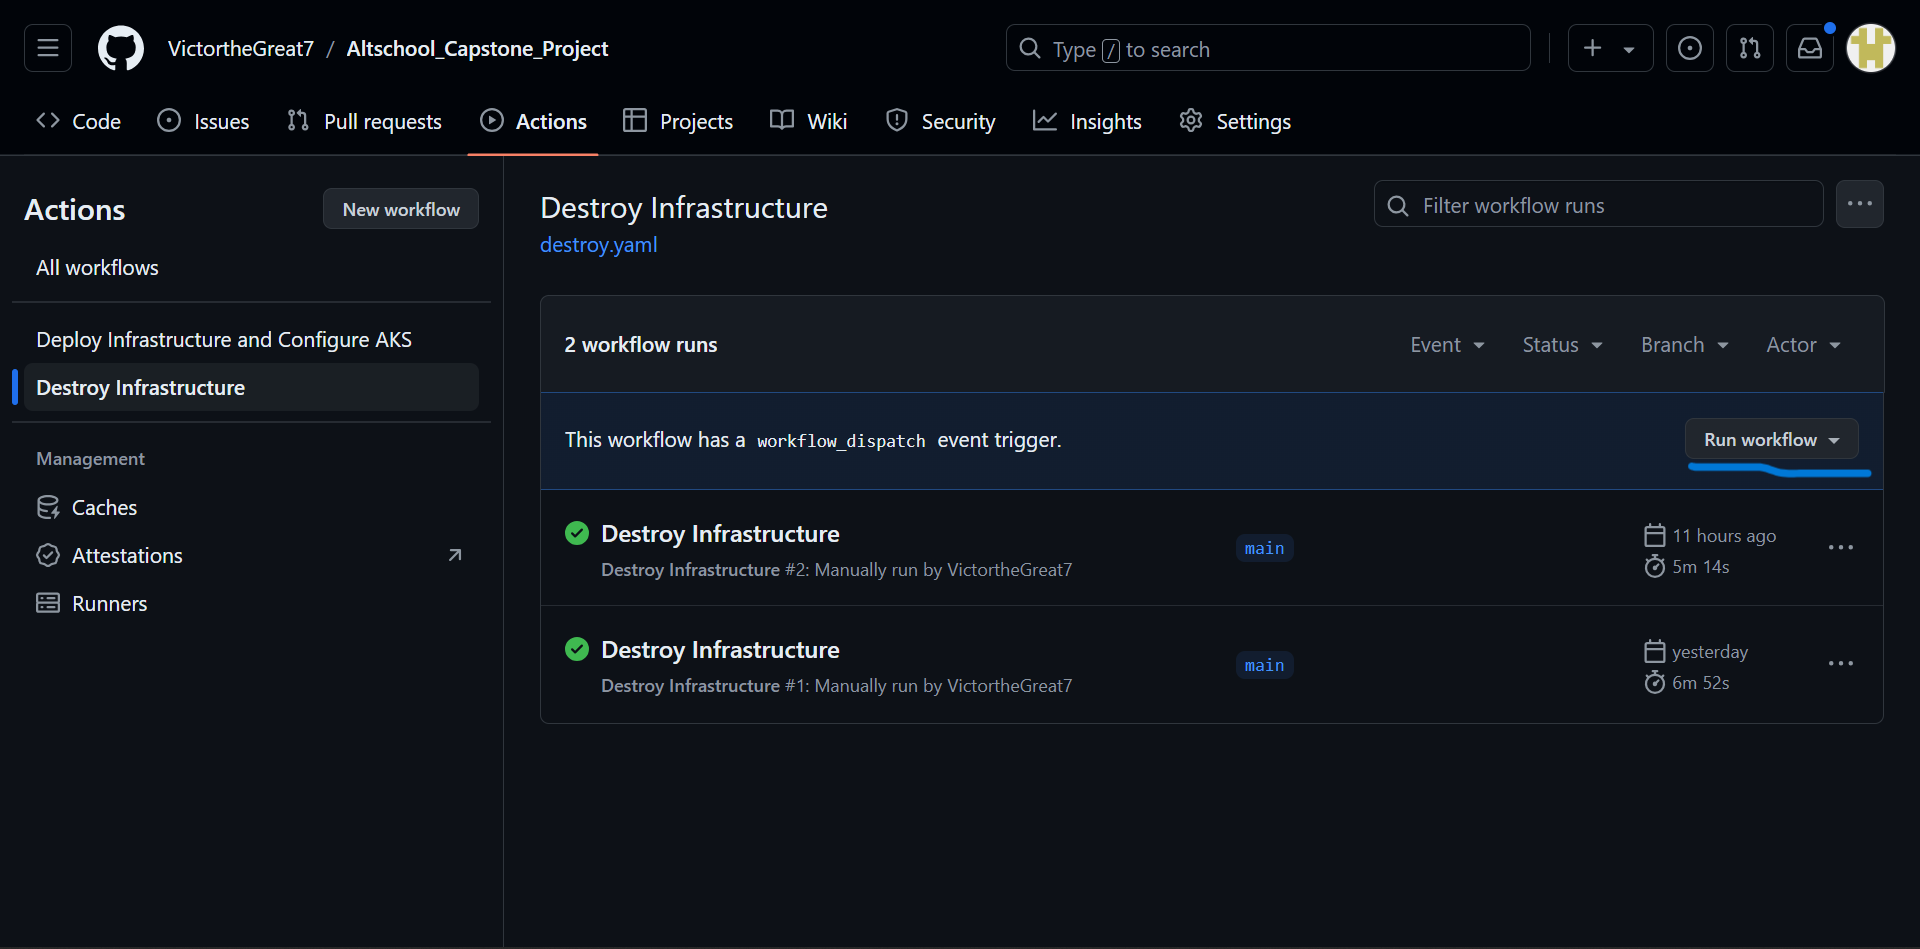 VictortheGreat7 / Altschool_Capstone_Project
Type / to search
Code
Issues
Pull requests
Actions
Projects
Wiki
Security
Insights
Settings
Actions
New workflow
All workflows
Deploy Infrastructure and Configure AKS
Destroy Infrastructure
Management
Caches
Attestations
Runners
Destroy Infrastructure
destroy.yaml
Filter workflow runs
2 workflow runs
Event
Status
Branch
Actor
This workflow has a workflow_dispatch event trigger.
Run workflow
Destroy Infrastructure
Destroy Infrastructure #2: Manually run by VictortheGreat7
main
11 hours ago
5m 14s
Destroy Infrastructure
Destroy Infrastructure #1: Manually run by VictortheGreat7
main
yesterday
6m 52s